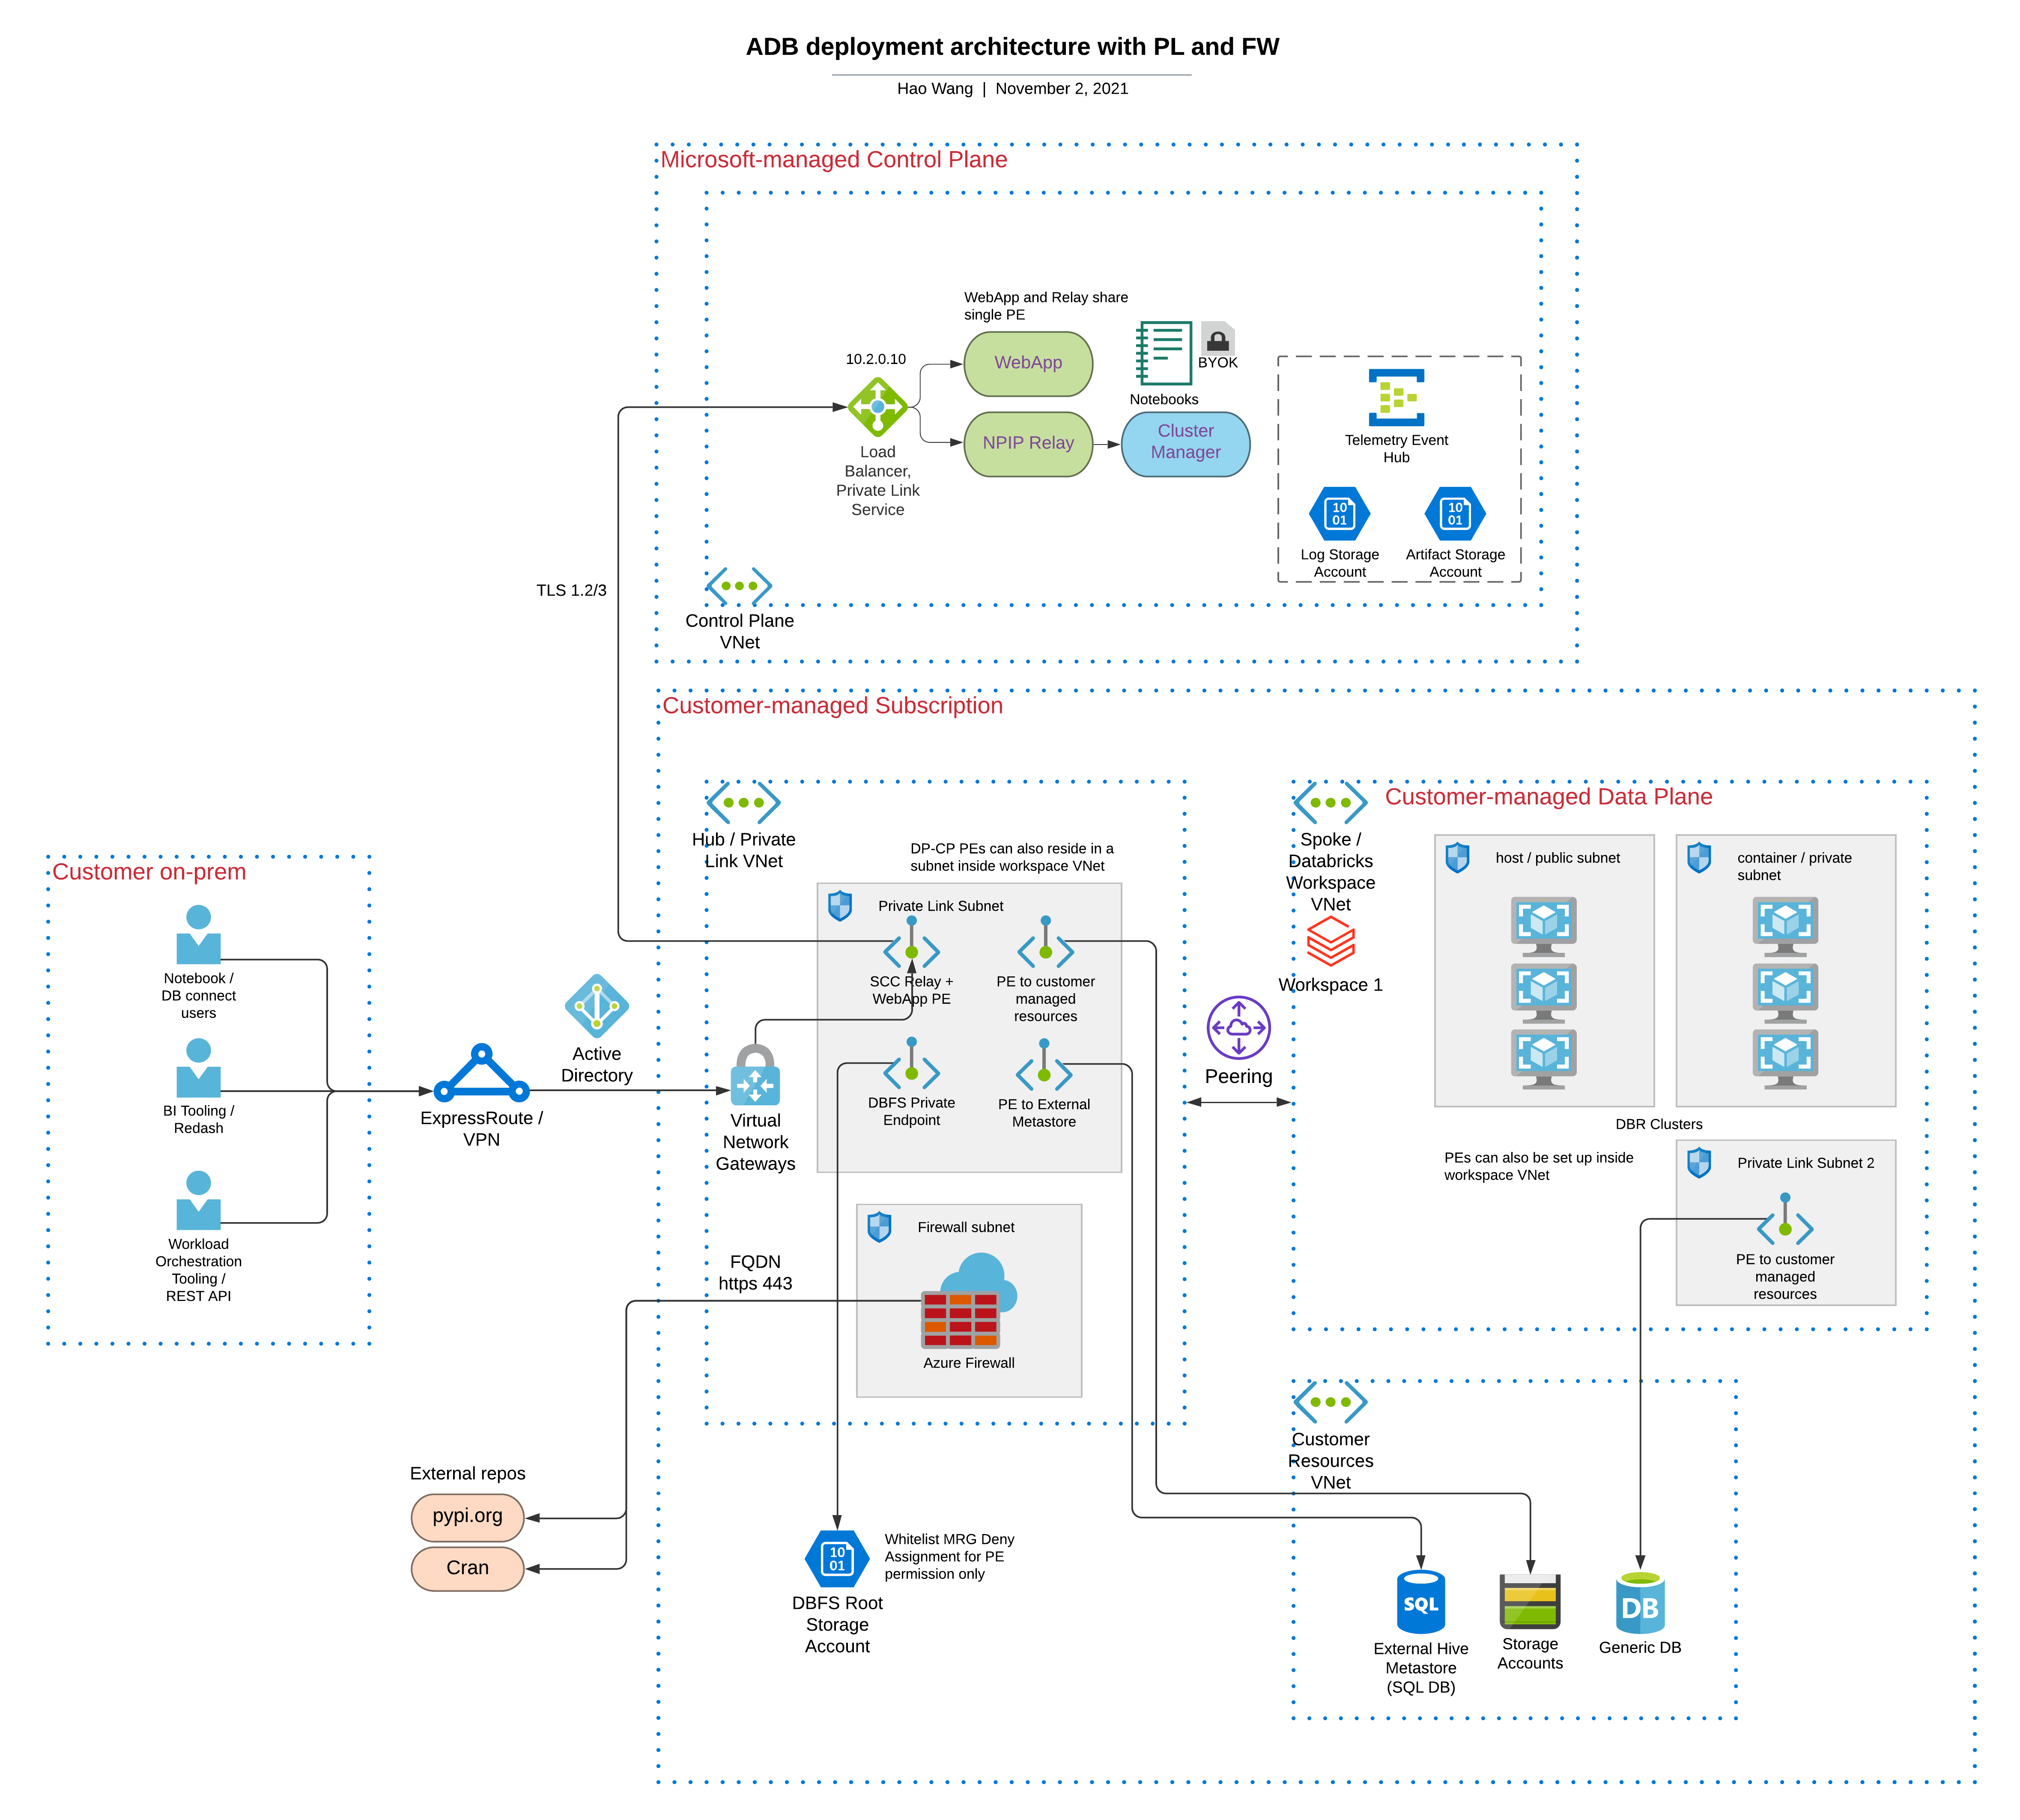 ADB deployment architecture with PL and FW
Hao Wang | November 2, 2021
Microsoft-managed Control Plane
WebApp and Relay share
single PE
10.2.0.10
WebApp
BYOK
Notebooks
NPIP Relay
Cluster
Manager
Load
Balancer,
Private Link
Service
Telemetry Event
Hub
10
01
10
01
Log Storage
Account
Artifact Storage
Account
TLS 1.2/3
Control Plane
VNet
Customer-managed Subscription
Hub / Private
Link VNet
DP-CP PEs can also reside in a
subnet inside workspace VNet
Private Link Subnet
SCC Relay +
WebApp PE
PE to customer
managed
resources
DBFS Private
Endpoint
PE to External
Metastore
Customer on-prem
Notebook /
DB connect
users
BI Tooling /
Redash
Workload
Orchestration
Tooling /
REST API
ExpressRoute /
VPN
Active
Directory
Virtual
Network
Gateways
Firewall subnet
Azure Firewall
FQDN
https 443
Peering
Spoke /
Databricks
Workspace
VNet
Workspace 1
Customer-managed Data Plane
host / public subnet
container / private
subnet
DBR Clusters
PEs can also be set up inside
workspace VNet
Private Link Subnet 2
PE to customer
managed
resources
External repos
pypi.org
Cran
10
01
Whitelist MRG Deny
Assignment for PE
permission only
DBFS Root
Storage
Account
Customer
Resources
VNet
SQL
External Hive
Metastore
(SQL DB)
Storage
Accounts
DB
Generic DB